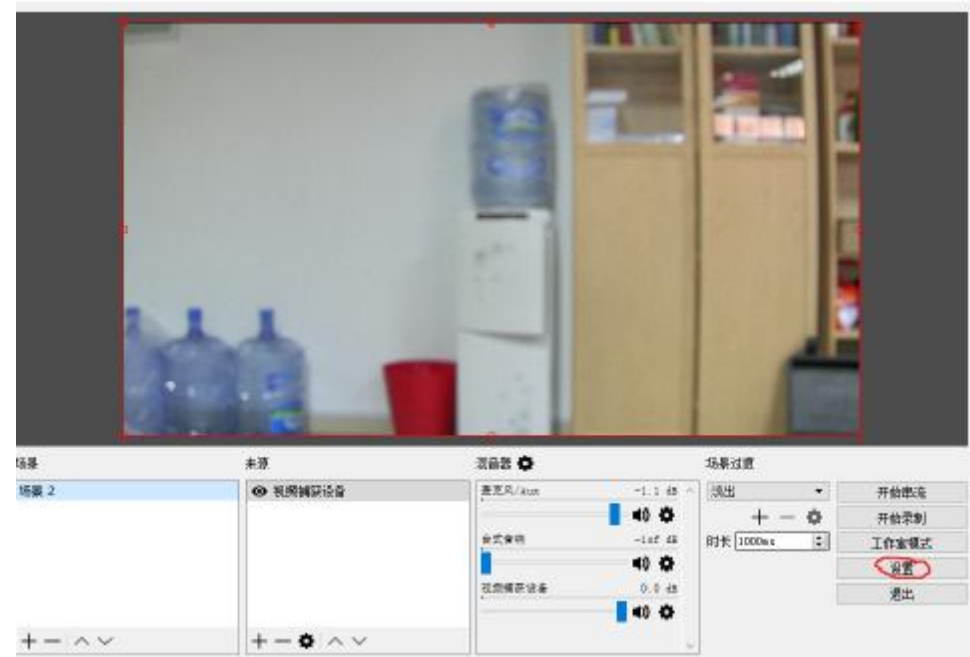 场景
来源
混音器
场景过渡
场景 2
视频捕获设备
麦克风/Aux
-1.1 dB
淡出
开始串流
开始录制
台式音响
-inf dB
时长
1000ms
工作室模式
视频捕获设备
0.0 dB
设置
退出